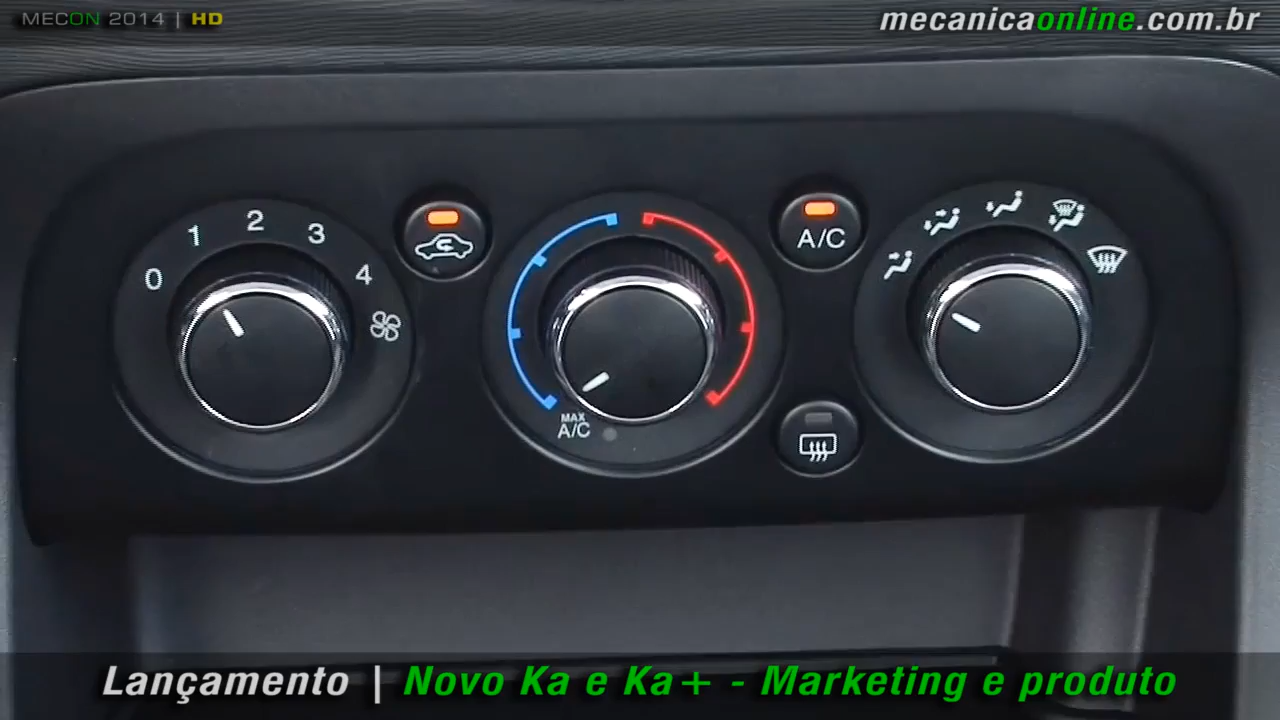 MECON 2014 | HD
mecanicaonline.com.br
0
1
2
3
4
A/C
MAX
A/C
Lançamento | Novo Ka e Ka+ - Marketing e produto